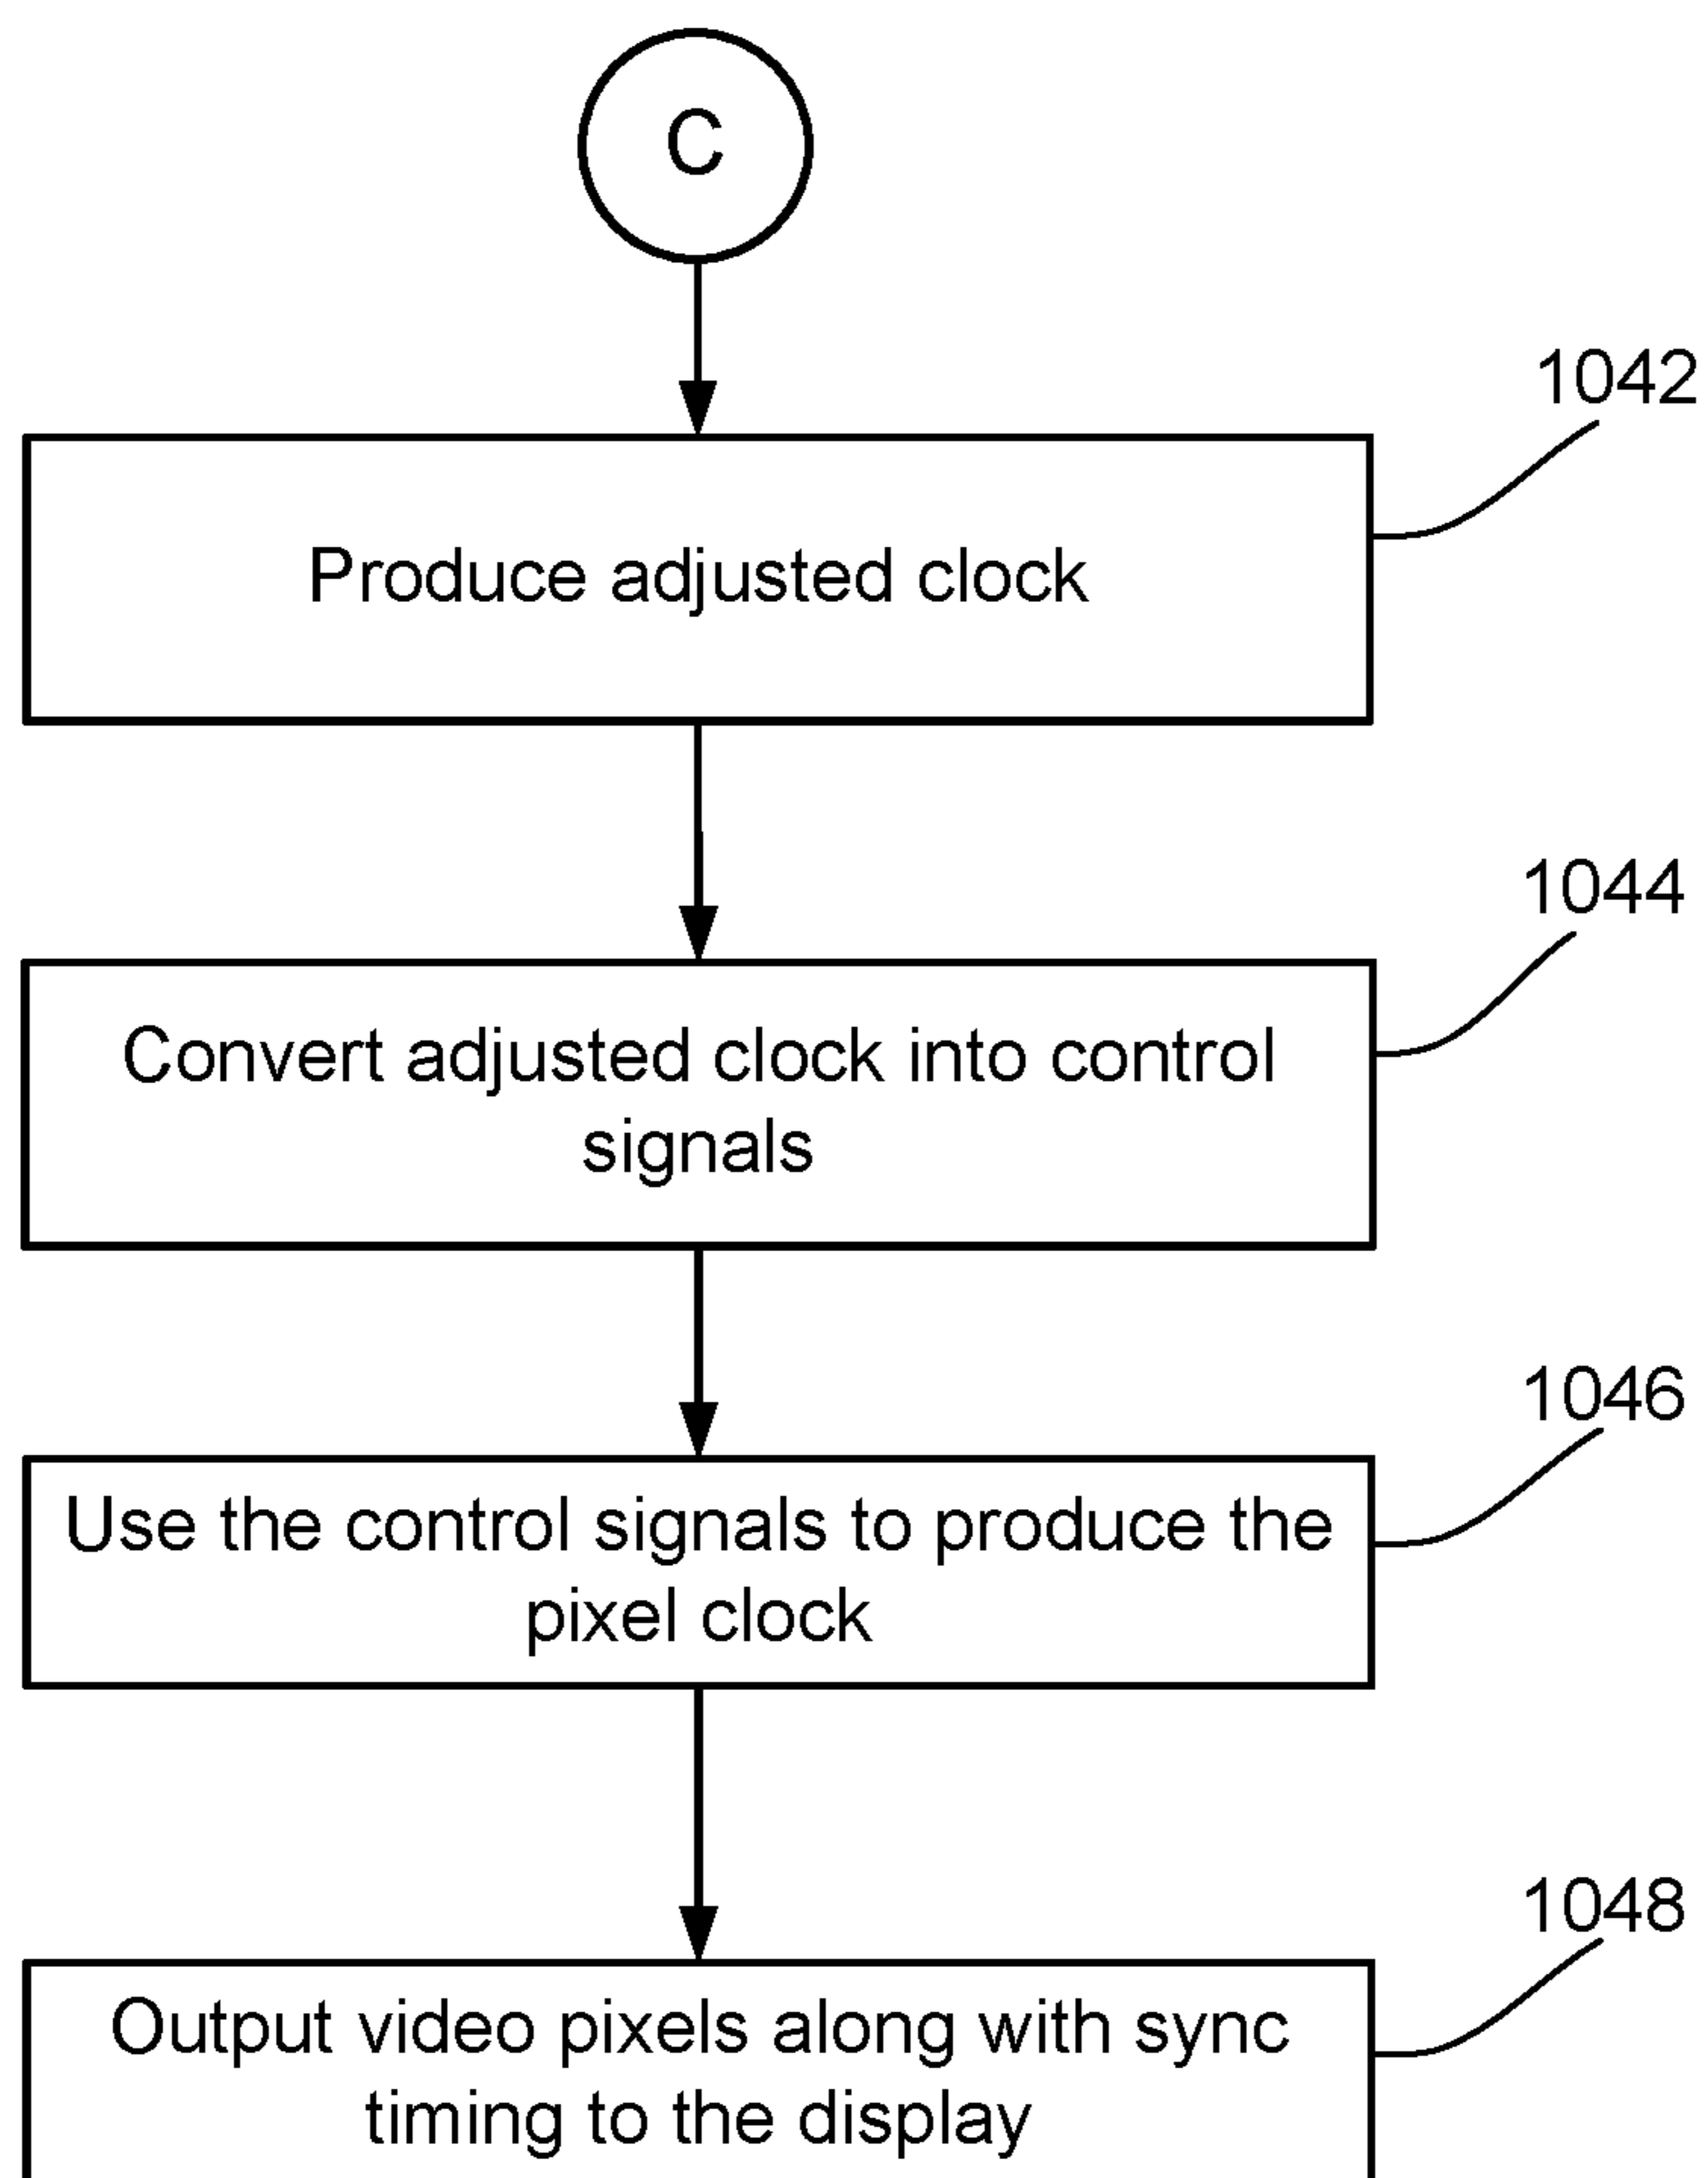 C
1042
Produce adjusted clock
1044
Convert adjusted clock into control
signals
1046
Use the control signals to produce the
pixel clock
1048
Output video pixels along with sync
timing to the display